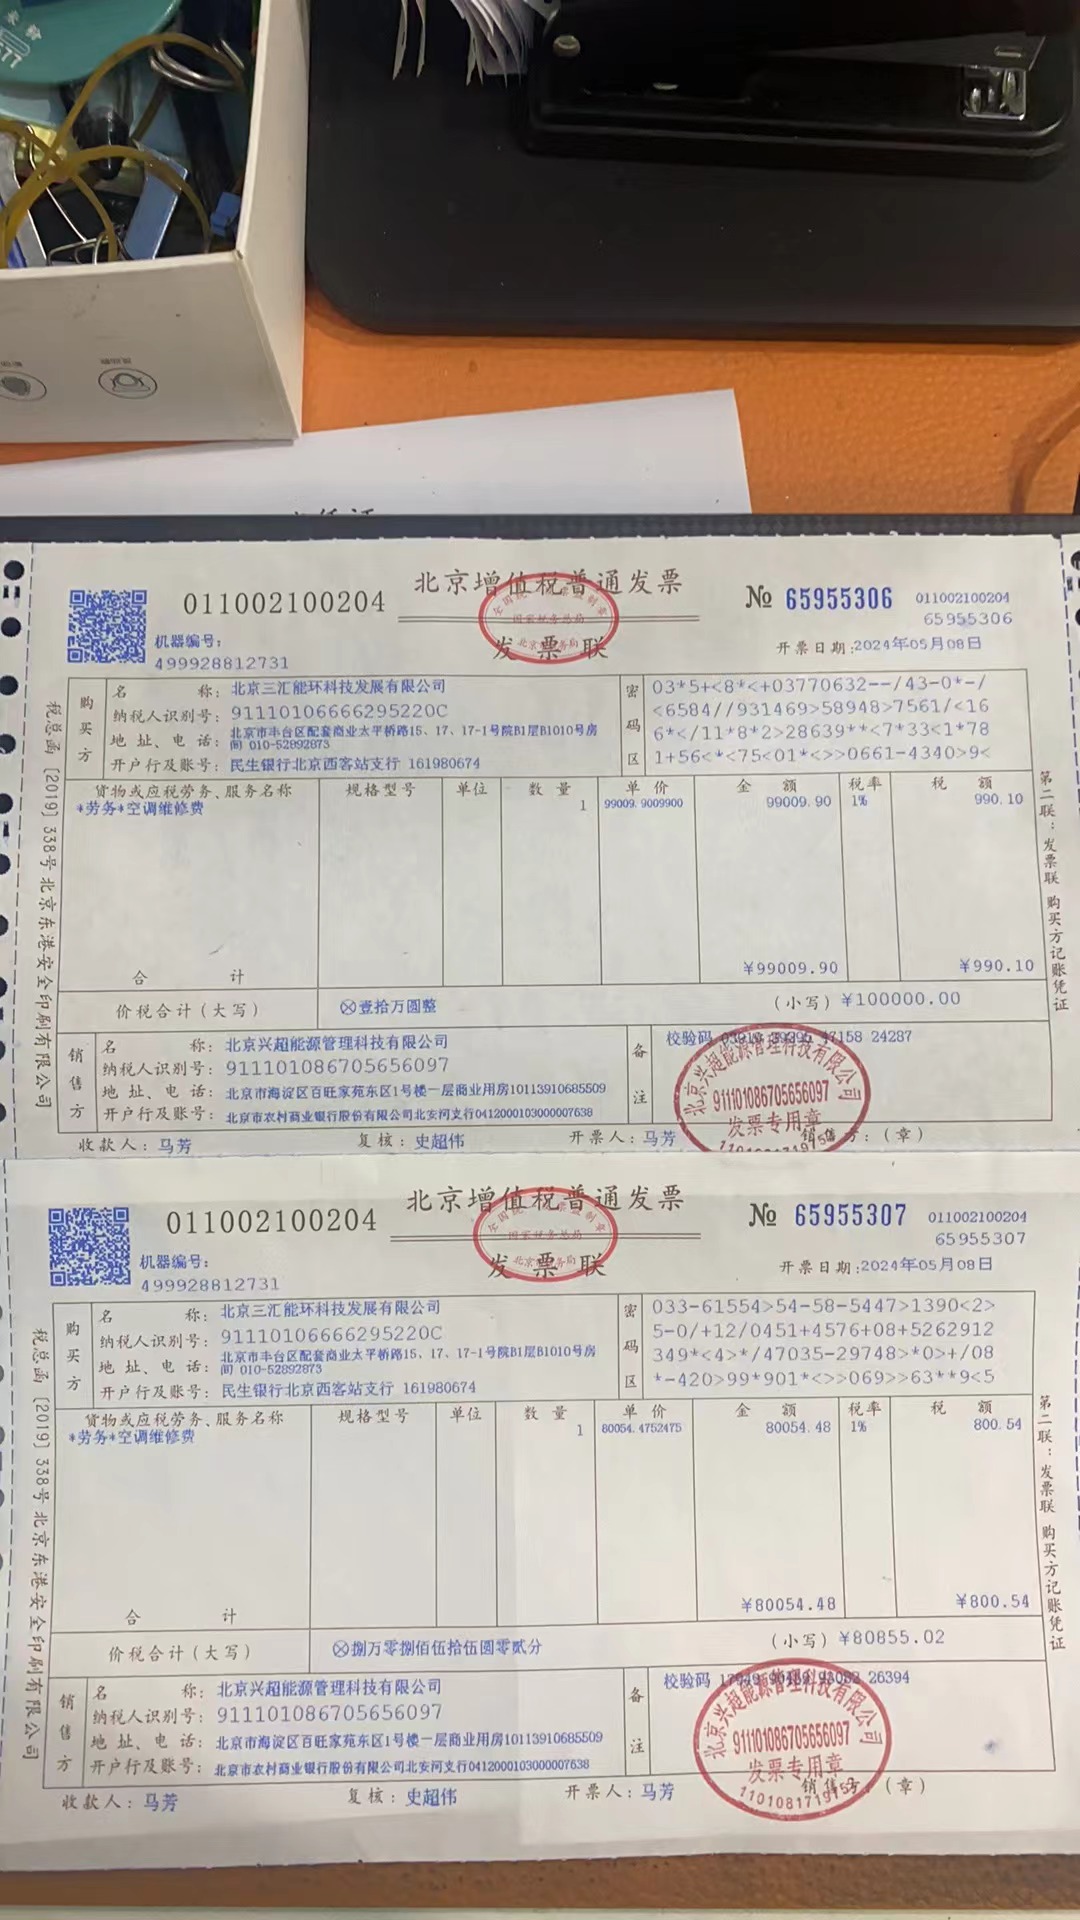 677
北京增值税普通发票
发票联
全国统一发票监制章
国家税务总局
011002100204
№ 65955306
011002100204
65955306
机器编号:
499928812731
开票日期:2024年05月08日
税总函[2019]338号北京东港安全印刷有限公司
购买方
名称:北京三汇能环科技发展有限公司
纳税人识别号:91110106666295220C
地址、电话:北京市丰台区配套商业太平桥路15、17、17-1号院B1层B1010号房
间 010-52892873
开户行及账号:民生银行北京西客站支行 161980674
密码区
03*5+<8*<+03770632--/43-0*-/
<6584//931469>58948>7561/<16
6*</11*8*2>28639**<7*33<1*78
1+56<*<75<01*<>>0661-4340>9<
货物或应税劳务、服务名称 规格型号 单位 数量 单价 金额 税率 税额
*劳务*空调维修费 1 99009.9009900 99009.90 1% 990.10
合计 ¥99009.90 ¥990.10
价税合计(大写) ⊗壹拾万圆整 (小写)¥100000.00
销售方
名称:北京兴超能源管理科技有限公司
纳税人识别号:911101086705656097
地址、电话:北京市海淀区百旺家苑东区1号楼一层商业用房10113910685509
开户行及账号:北京市农村商业银行股份有限公司北安河支行0412000103000007638
备注
校验码 47158 24287
北京兴超能源管理科技有限公司
911101086705656097
发票专用章
收款人:马芳 复核:史超伟 开票人:马芳 销售方:(章)
第二联:发票联 购买方记账凭证
北京增值税普通发票
发票联
国家税务总局
011002100204
№ 65955307
011002100204
65955307
机器编号:
499928812731
开票日期:2024年05月08日
税总函[2019]338号北京东港安全印刷有限公司
购买方
名称:北京三汇能环科技发展有限公司
纳税人识别号:91110106666295220C
地址、电话:北京市丰台区配套商业太平桥路15、17、17-1号院B1层B1010号房
间 010-52892873
开户行及账号:民生银行北京西客站支行 161980674
密码区
033-61554>54-58-5447>1390<2>
5-0/+12/0451+4576+08+5262912
349*<4>*/47035-29748>*0>+/08
*-420>99*901*<>>069>>63**9<5
货物或应税劳务、服务名称 规格型号 单位 数量 单价 金额 税率 税额
*劳务*空调维修费 1 80054.4752475 80054.48 1% 800.54
合计 ¥80054.48 ¥800.54
价税合计(大写) ⊗捌万零捌佰伍拾伍圆零贰分 (小写)¥80855.02
销售方
名称:北京兴超能源管理科技有限公司
纳税人识别号:911101086705656097
地址、电话:北京市海淀区百旺家苑东区1号楼一层商业用房10113910685509
开户行及账号:北京市农村商业银行股份有限公司北安河支行0412000103000007638
备注
校验码 26394
北京兴超能源管理科技有限公司
911101086705656097
发票专用章
收款人:马芳 复核:史超伟 开票人:马芳 销售方:(章)
第二联:发票联 购买方记账凭证